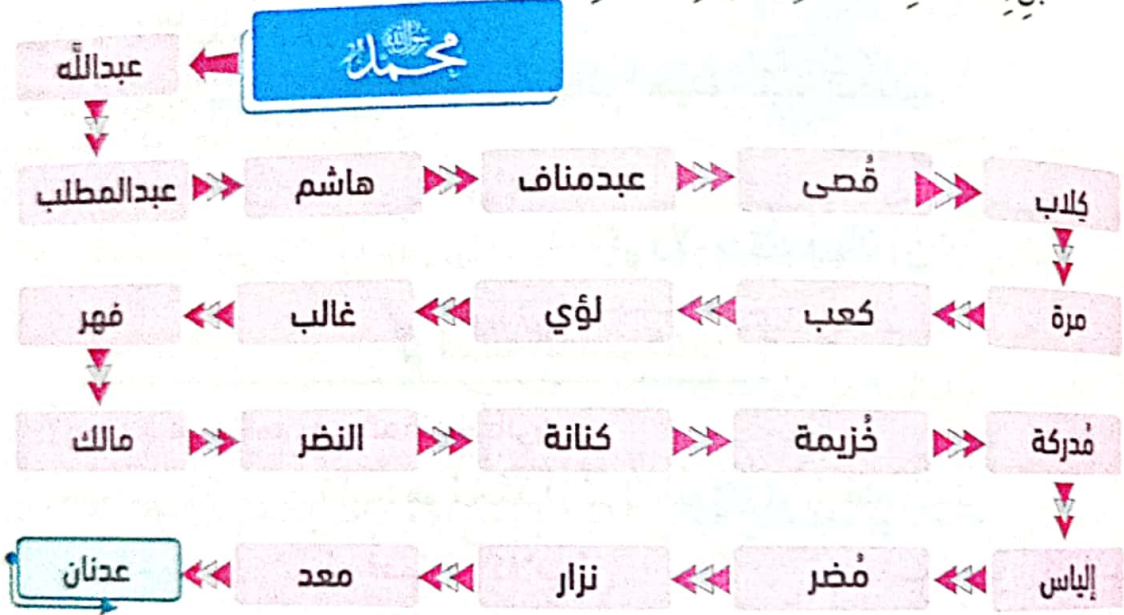 محمد ﷺ
عبدالله
عبدالمطلب
هاشم
عبدمناف
قُصى
كِلاب
مرة
كعب
لؤي
غالب
فهر
مالك
النضر
كنانة
خُزيمة
مُدركة
إلياس
مُضر
نزار
معد
عدنان